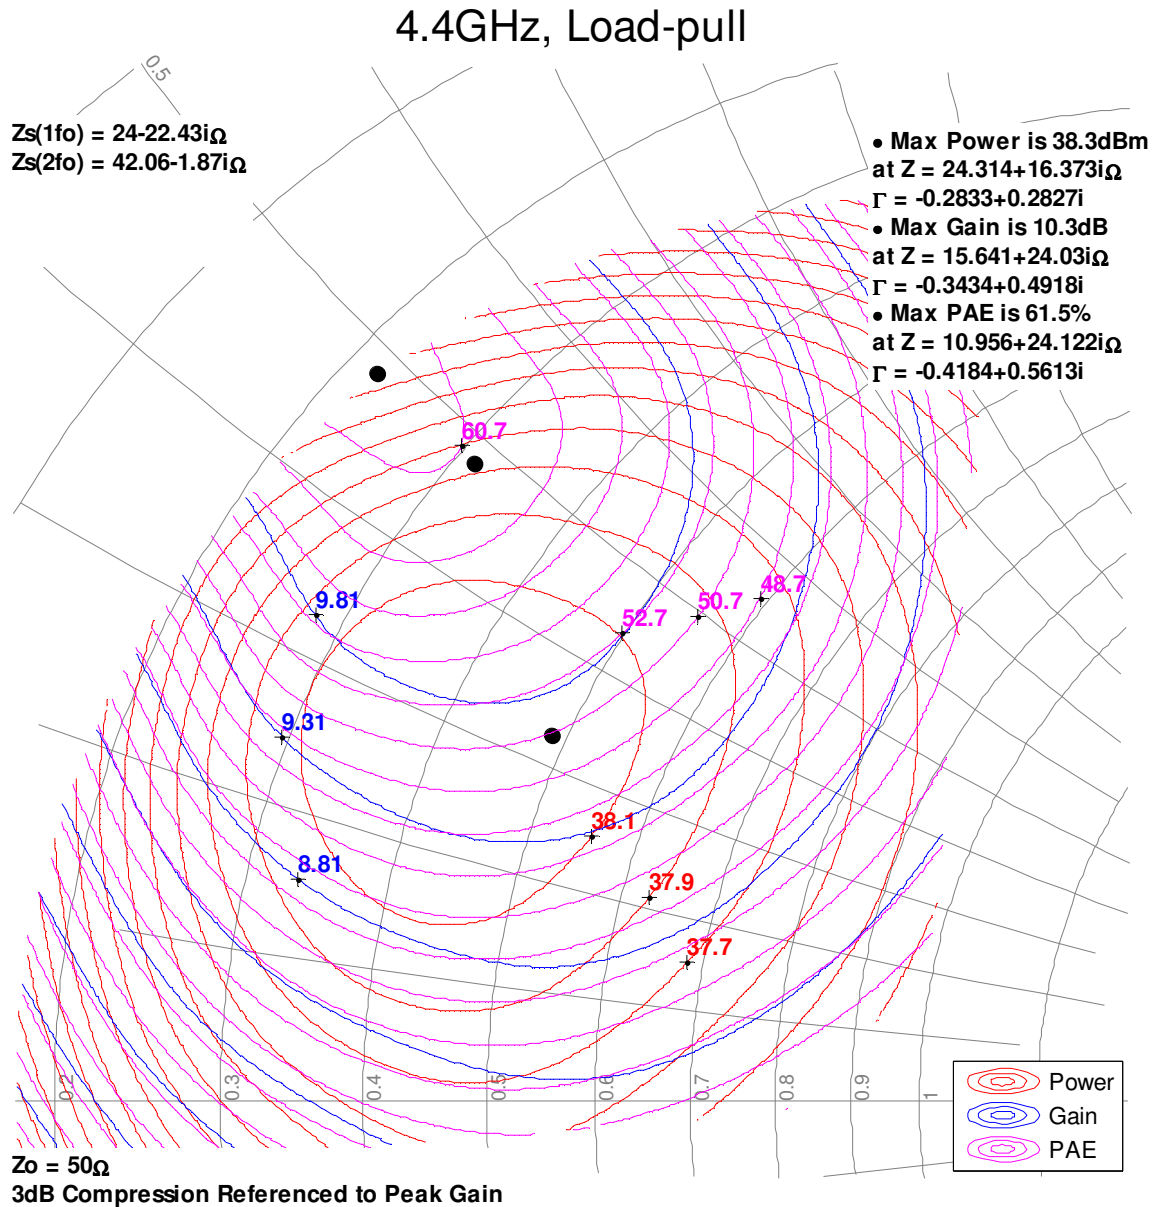 4.4GHz, Load-pull
0.5
Zs(1fo) = 24-22.43iΩ
Zs(2fo) = 42.06-1.87iΩ
● Max Power is 38.3dBm
at Z = 24.314+16.373iΩ
Γ = -0.2833+0.2827i
● Max Gain is 10.3dB
at Z = 15.641+24.03iΩ
Γ = -0.3434+0.4918i
● Max PAE is 61.5%
at Z = 10.956+24.122iΩ
Γ = -0.4184+0.5613i
60.7
9.81
52.7
50.7
48.7
9.31
38.1
8.81
37.9
37.7
0.2
0.3
0.4
0.5
0.6
0.7
0.8
0.9
1
Power
Gain
PAE
Zo = 50Ω
3dB Compression Referenced to Peak Gain